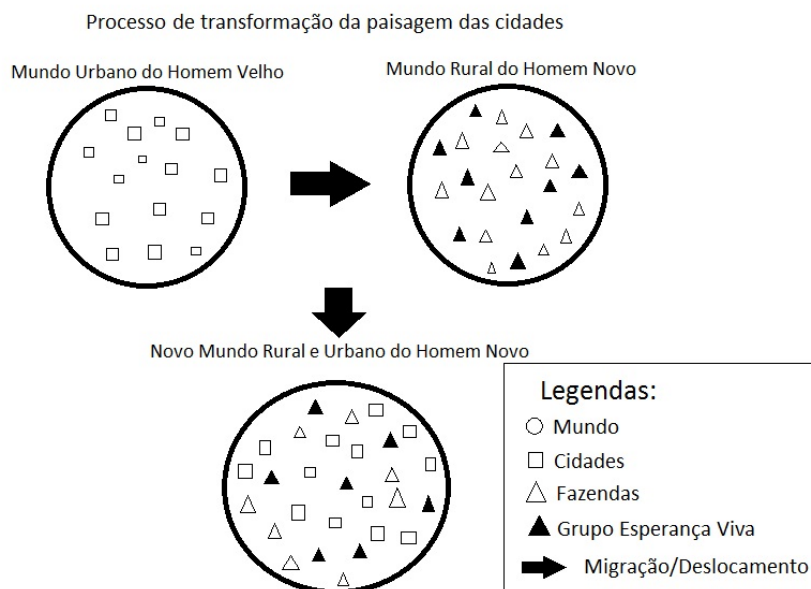 Processo de transformação da paisagem das cidades
Mundo Urbano do Homem Velho
Mundo Rural do Homem Novo
Novo Mundo Rural e Urbano do Homem Novo
Legendas:
Mundo
Cidades
Fazendas
Grupo Esperança Viva
Migração/Deslocamento